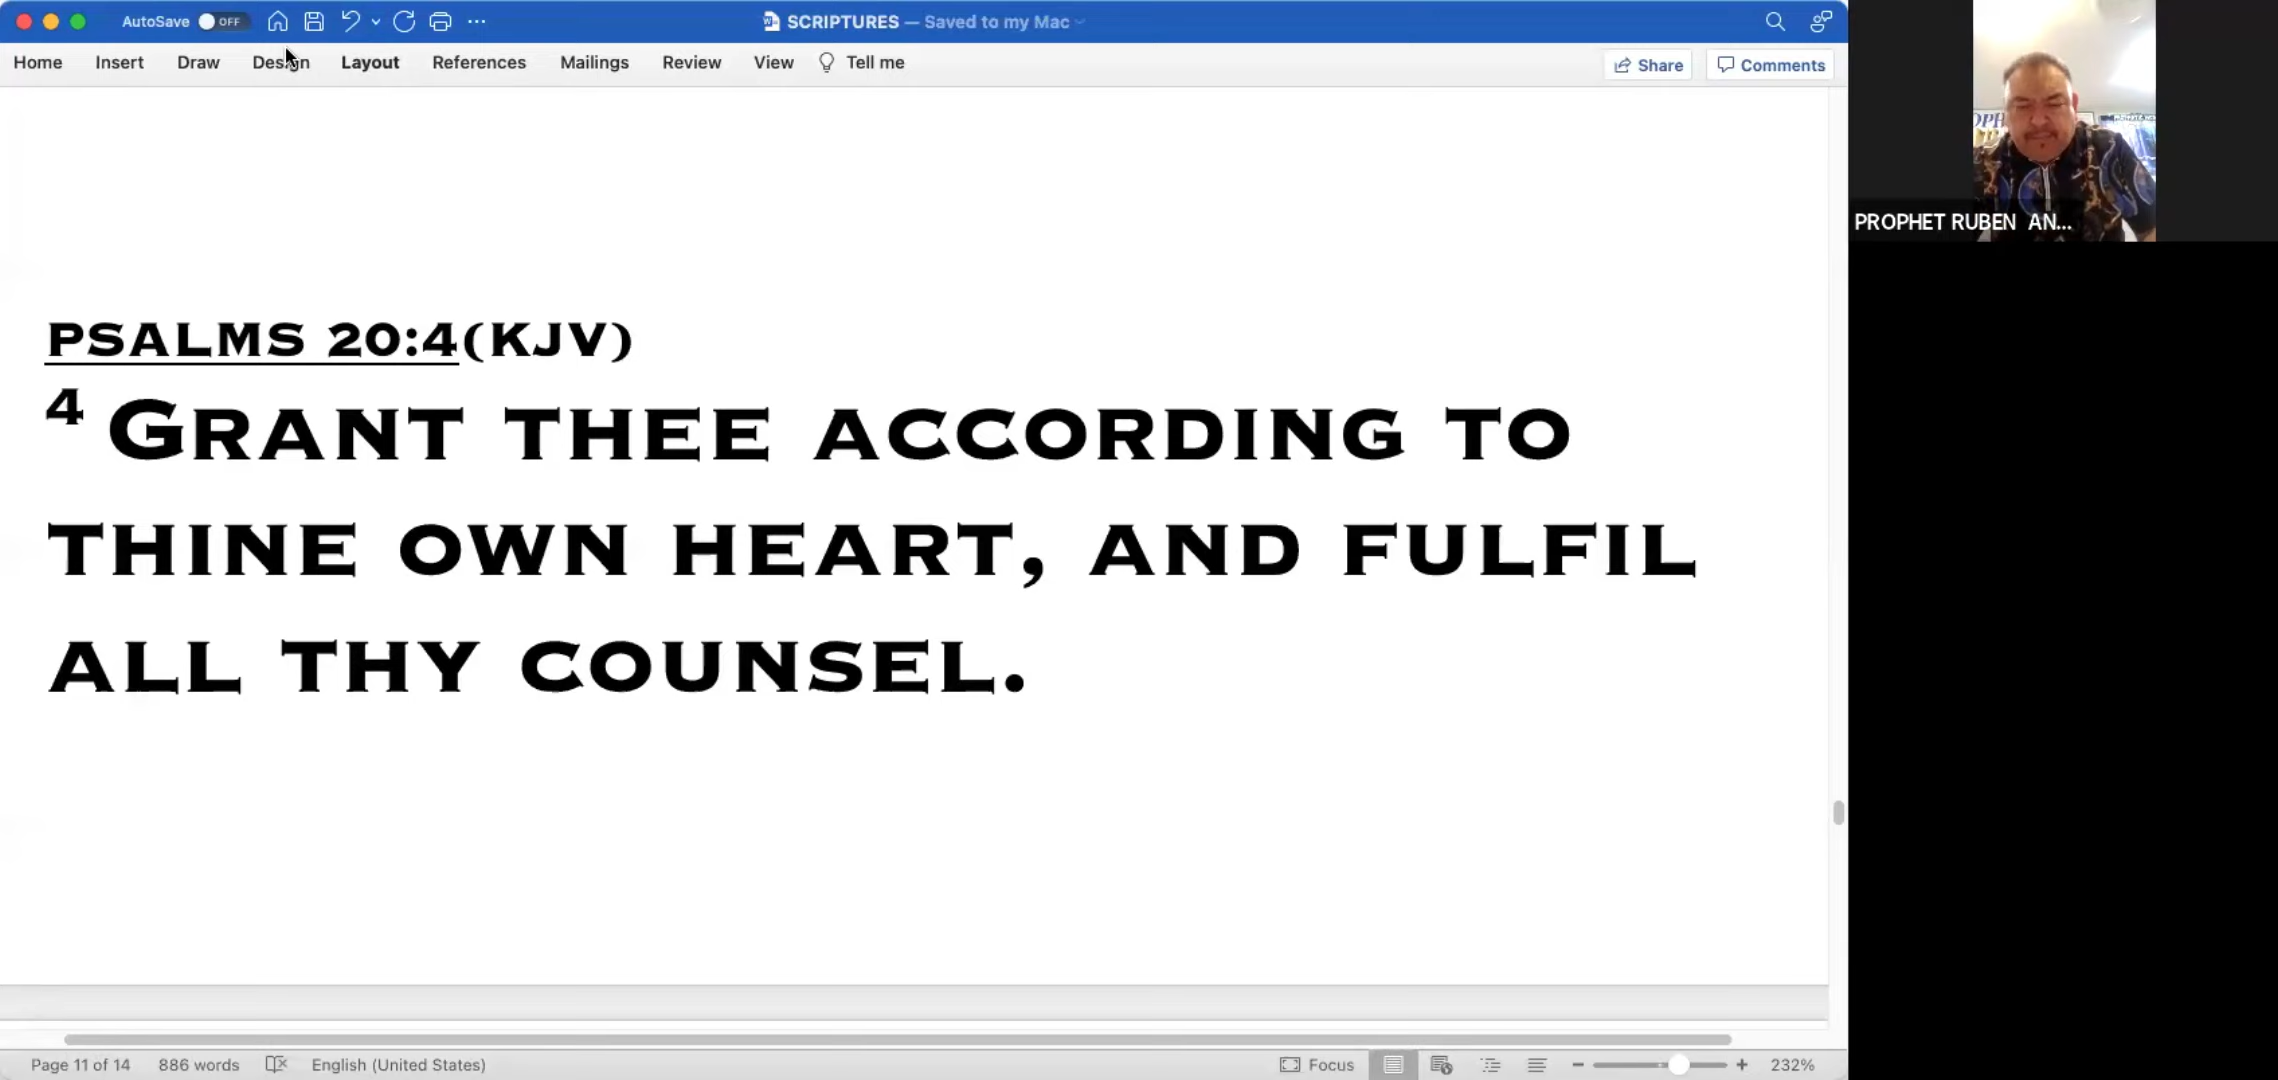 AutoSave OFF
SCRIPTURES — Saved to my Mac
Home Insert Draw Design Layout References Mailings Review View Tell me
Share Comments
PROPHET RUBEN AN...
PSALMS 20:4(KJV)
4 GRANT THEE ACCORDING TO
THINE OWN HEART, AND FULFIL
ALL THY COUNSEL.
Page 11 of 14 886 words English (United States)
Focus 232%